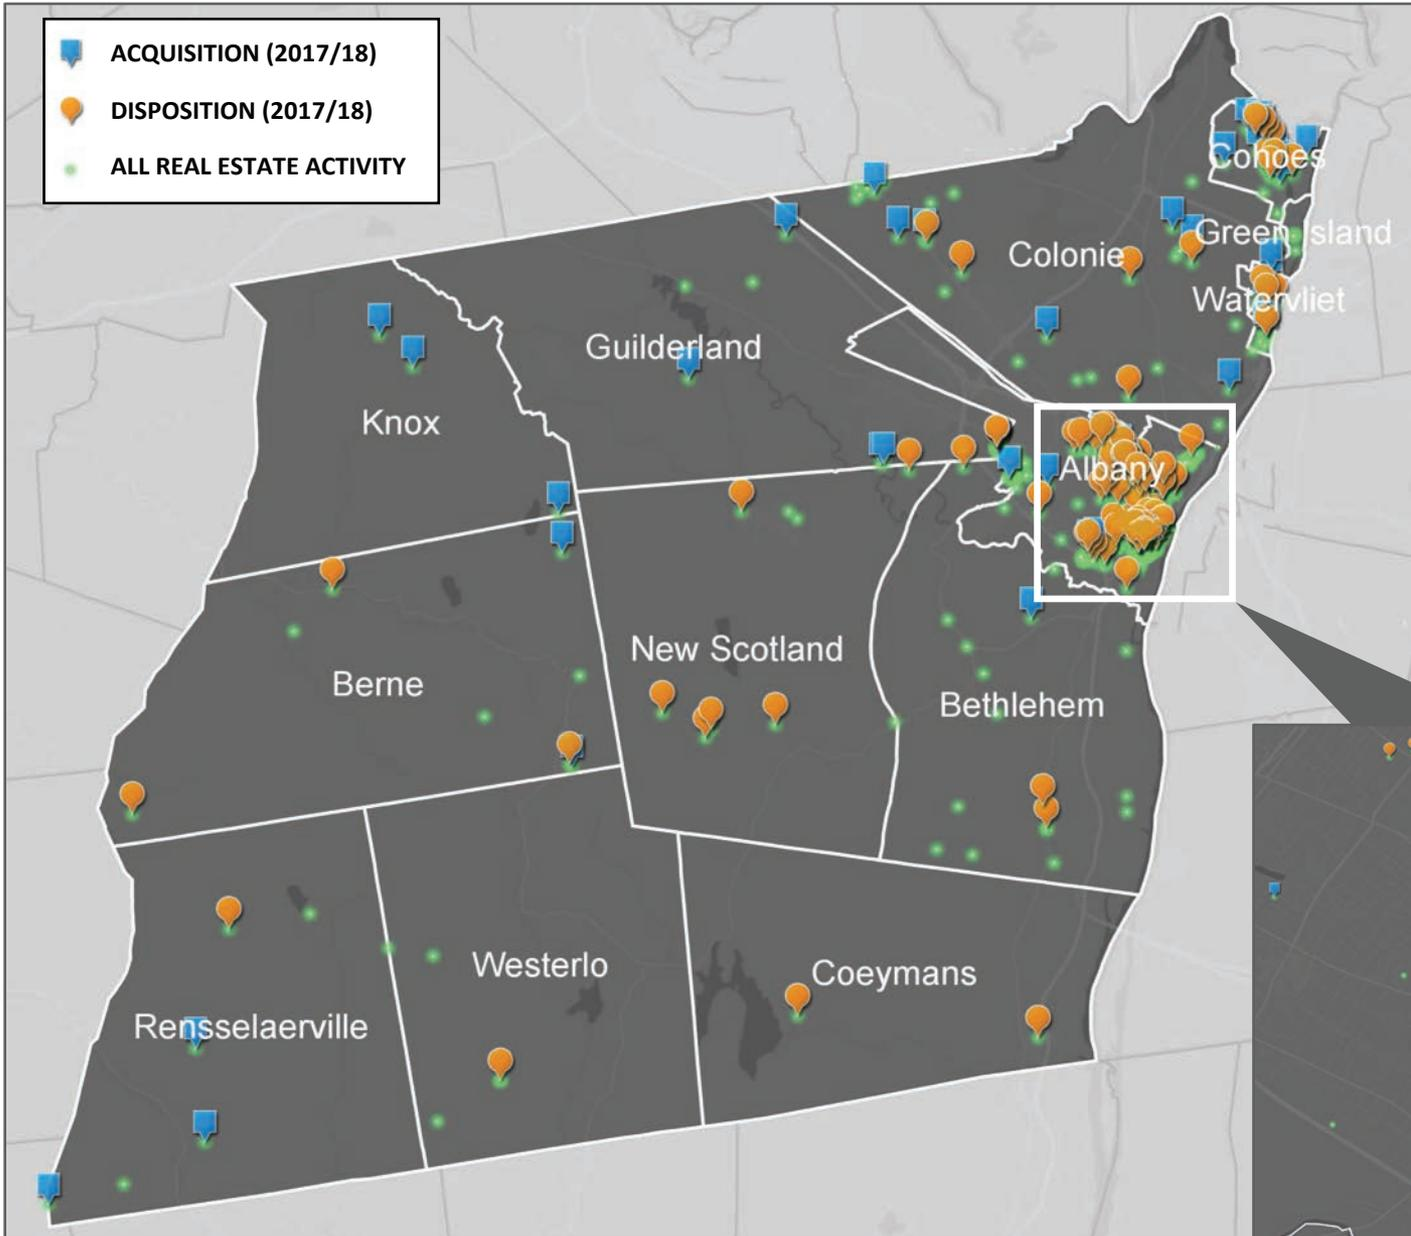 ACQUISITION (2017/18)
DISPOSITION (2017/18)
ALL REAL ESTATE ACTIVITY
Cohoes
Green Island
Colonie
Watervliet
Guilderland
Knox
Albany
New Scotland
Berne
Bethlehem
Westerlo
Coeymans
Rensselaerville